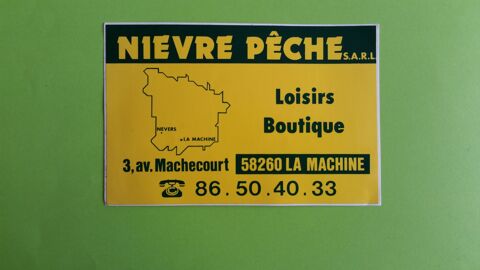 NIEVRE PÊCHE S.A.R.L
Loisirs
Boutique
NEVERS
LA MACHINE
3, av. Machecourt 58260 LA MACHINE
86.50.40.33